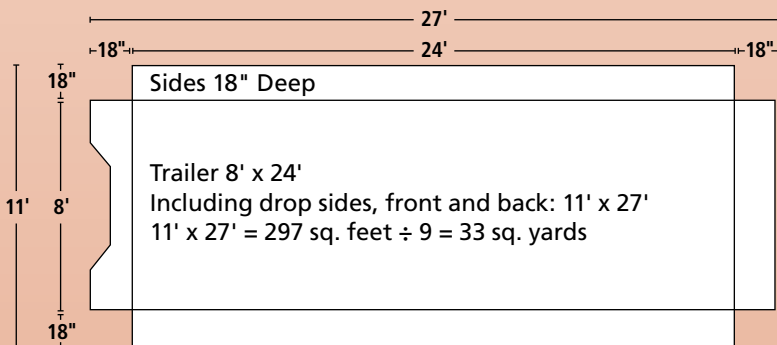 27'
18" 24' 18"
18" Sides 18" Deep
Trailer 8' x 24'
11' 8' Including drop sides, front and back: 11' x 27'
11' x 27' = 297 sq. feet ÷ 9 = 33 sq. yards
18"